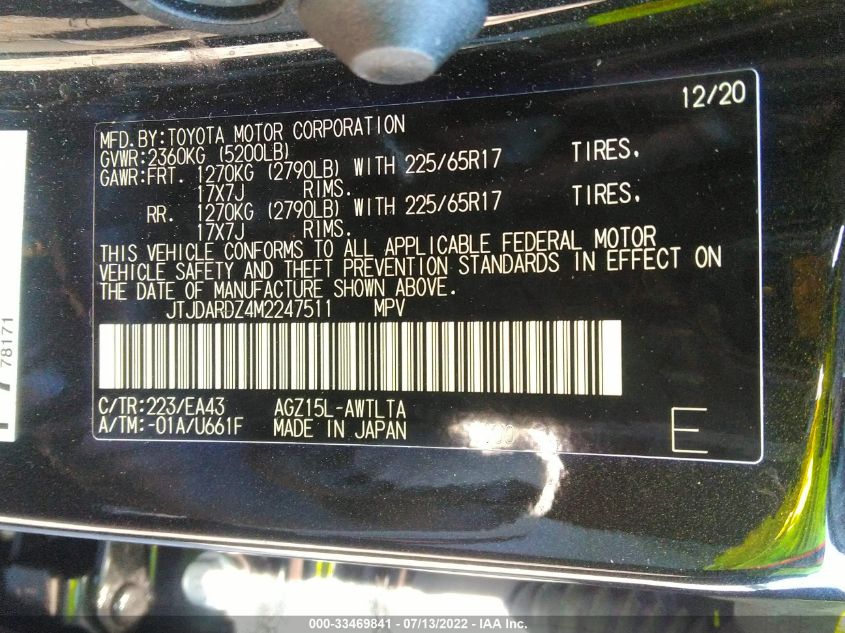 12/20
MFD.BY:TOYOTA MOTOR CORPORATION
GVWR:2360KG (5200LB)
GAWR:FRT. 1270KG (2790LB) WITH 225/65R17 TIRES,
17X7J RIMS.
RR. 1270KG (2790LB) WITH 225/65R17 TIRES,
17X7J RIMS.
THIS VEHICLE CONFORMS TO ALL APPLICABLE FEDERAL MOTOR
VEHICLE SAFETY AND THEFT PREVENTION STANDARDS IN EFFECT ON
THE DATE OF MANUFACTURE SHOWN ABOVE.
JTJDARDZ4M2247511 MPV
C/TR:223/EA43 AGZ15L-AWTLTA
A/TM:-01A/U661F MADE IN JAPAN
E
78171
000-33469841 - 07/13/2022 - IAA Inc.